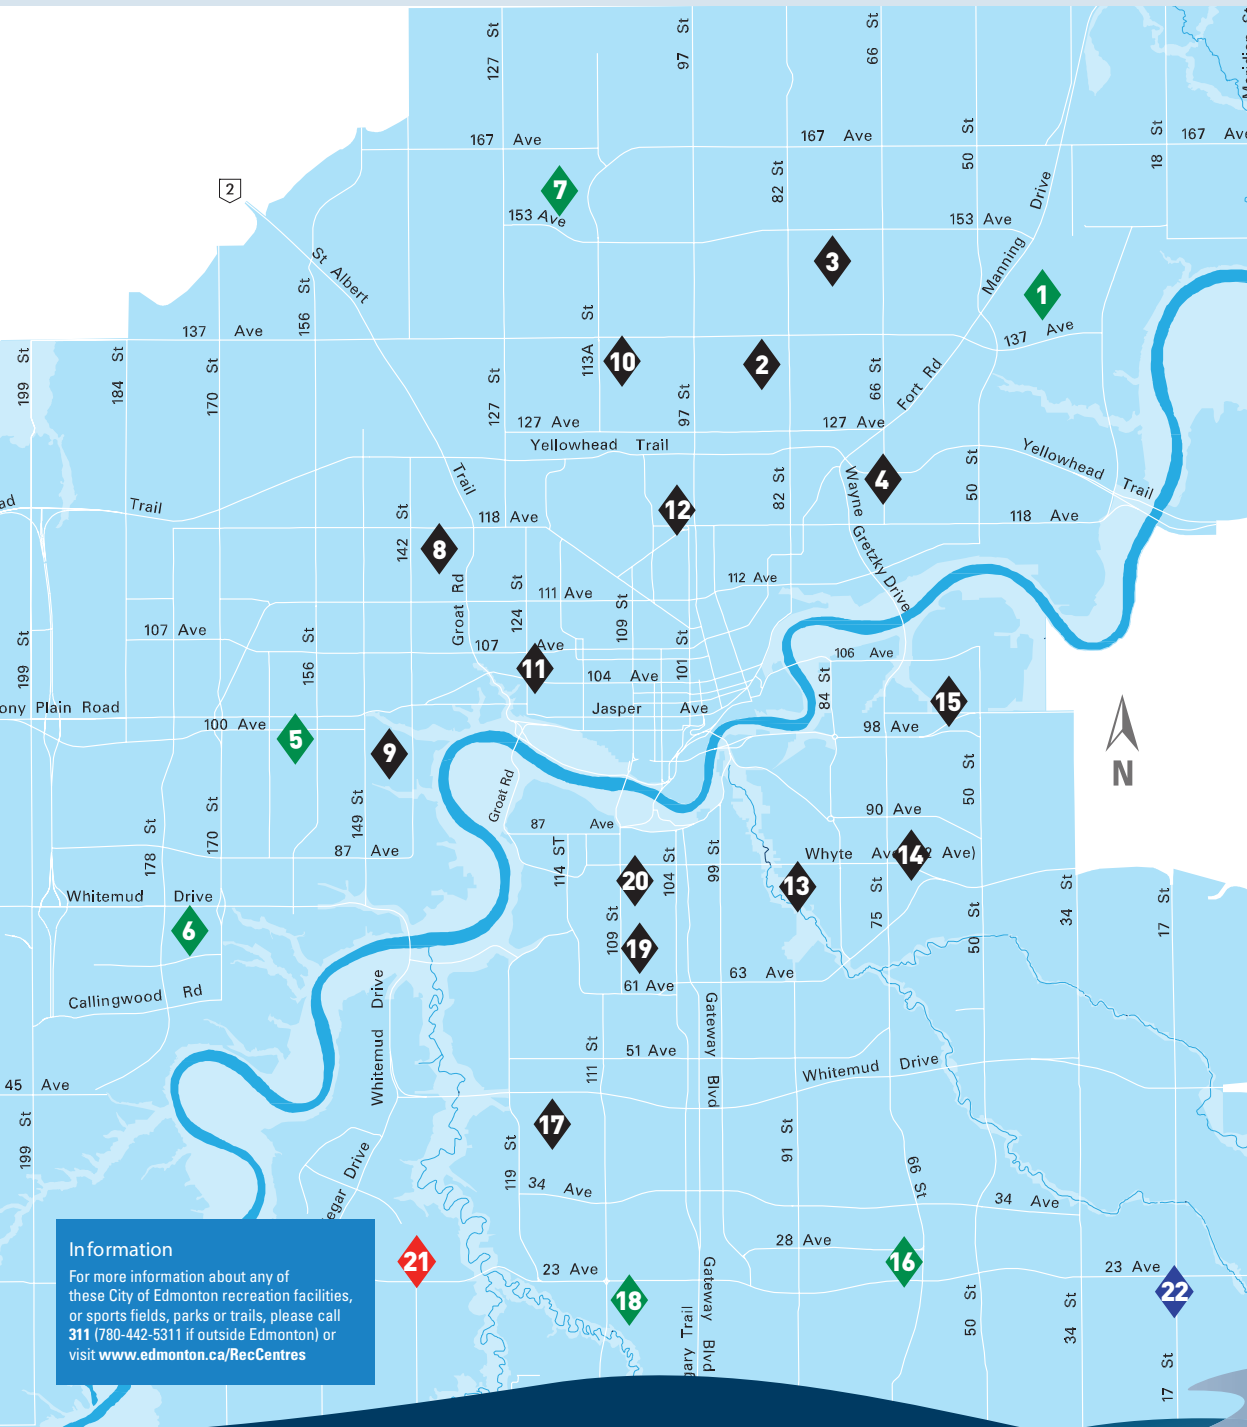 127 St
97 St
66 St
Meridian St
167 Ave
167 Ave
50 St
18 St
167 Ave
2
7
82 St
Drive
153 Ave
153 Ave
St Albert
3
Manning
1
156 St
113A St
137 Ave
137 Ave
199 St
184 St
170 St
10
2
127 St
97 St
66 St
Fort Rd
127 Ave
127 Ave
Yellowhead Trail
Yellowhead Trail
Trail
Trail
4
82 St
50 St
Wayne Gretzky Drive
12
118 Ave
118 Ave
142 St
8
Groat Rd
124 St
111 Ave
109 St
112 Ave
107 Ave
199 St
156 St
107 Ave
101 St
106 Ave
11
104 Ave
84 St
15
ony Plain Road
Jasper Ave
100 Ave
5
9
98 Ave
N
Groat Rd
50 St
149 St
170 St
178 St
87 Ave
90 Ave
87 Ave
114 ST
104 St
99 St
Whyte Ave
Ave)
14
20
13
75 St
34 St
17 St
Whitemud Drive
6
109 St
19
50 St
63 Ave
61 Ave
Callingwood Rd
Whitemud Drive
Gateway Blvd
51 Ave
111 St
Whitemud Drive
45 Ave
199 St
17
119 St
91 St
66 St
34 Ave
34 Ave
egar Drive
28 Ave
21
23 Ave
18
16
23 Ave
22
Gateway Blvd
gary Trail
50 St
34 St
17 St
Information
For more information about any of
these City of Edmonton recreation facilities,
or sports fields, parks or trails, please call
311 (780-442-5311 if outside Edmonton) or
visit www.edmonton.ca/RecCentres